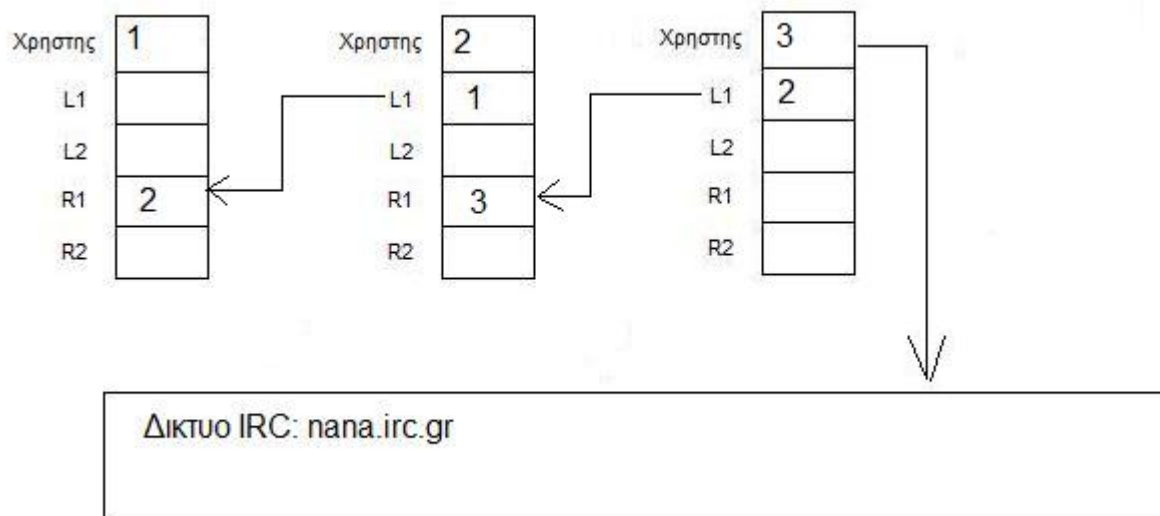 Χρηστης 1
L1
L2
R1 2
R2
Χρηστης 2
L1 1
L2
R1 3
R2
Χρηστης 3
L1 2
L2
R1
R2
Δικτυο IRC: nana.irc.gr